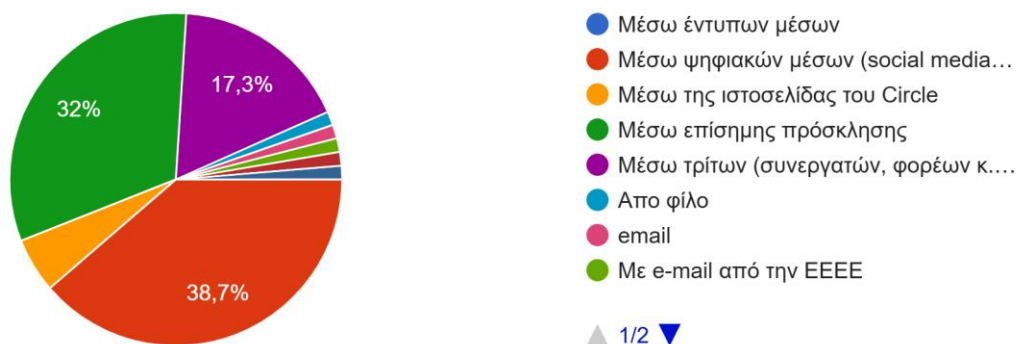 32%
17,3%
38,7%
Μέσω έντυπων μέσων
Μέσω ψηφιακών μέσων (social media…
Μέσω της ιστοσελίδας του Circle
Μέσω επίσημης πρόσκλησης
Μέσω τρίτων (συνεργατών, φορέων κ.…
Απο φίλο
email
Με e-mail από την ΕΕΕΕ
1/2